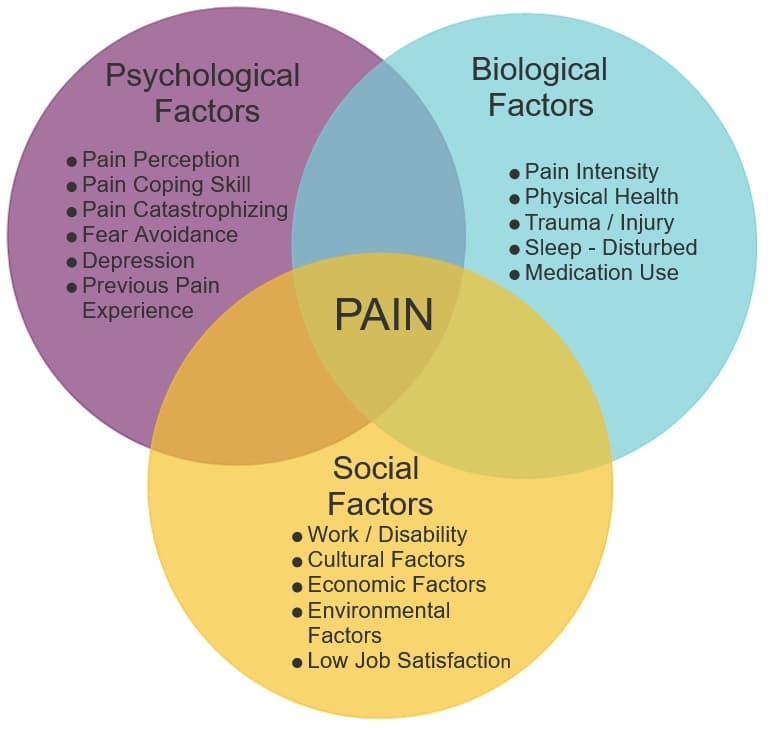 Psychological
Factors
● Pain Perception
● Pain Coping Skill
● Pain Catastrophizing
● Fear Avoidance
● Depression
● Previous Pain
Experience
Biological
Factors
● Pain Intensity
● Physical Health
● Trauma / Injury
● Sleep - Disturbed
● Medication Use
PAIN
Social
Factors
● Work / Disability
● Cultural Factors
● Economic Factors
● Environmental
Factors
● Low Job Satisfaction